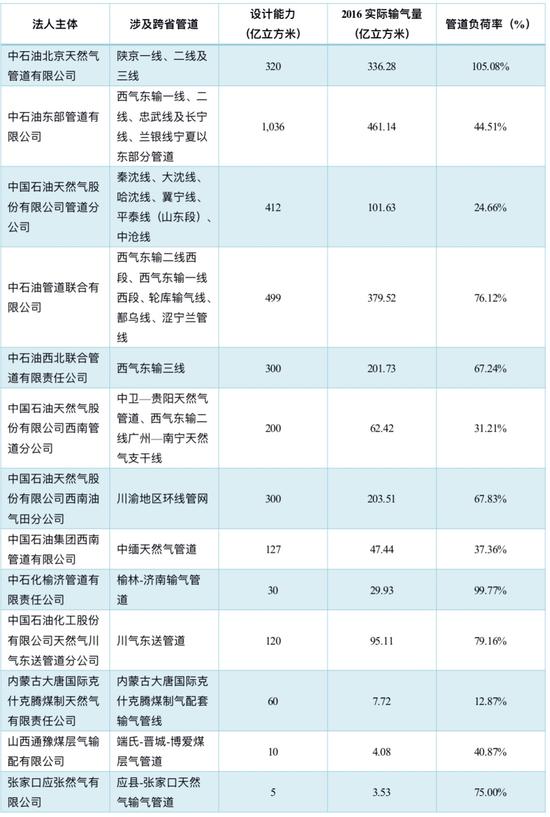 法人主体
涉及跨省管道
设计能力
（亿立方米）
2016 实际输气量
（亿立方米）
管道负荷率（%）
中石油北京天然气
管道有限公司
陕京一线、二线及
三线
320
336.28
105.08%
中石油东部管道有
限公司
西气东输一线、二
线、忠武线及长宁
线、兰银线宁夏以
东部分管道
1,036
461.14
44.51%
中国石油天然气股
份有限公司管道分
公司
秦沈线、大沈线、
哈沈线、冀宁线、
平泰线（山东段）、
中沧线
412
101.63
24.66%
中石油管道联合有
限公司
西气东输二线西
段、西气东输一线
西段、轮库输气线、
鄯乌线、涩宁兰管
线
499
379.52
76.12%
中石油西北联合管
道有限责任公司
西气东输三线
300
201.73
67.24%
中国石油天然气股
份有限公司西南管
道分公司
中卫—贵阳天然气
管道、西气东输二
线广州—南宁天然
气支干线
200
62.42
31.21%
中国石油天然气股
份有限公司西南油
气田分公司
川渝地区环线管网
300
203.51
67.83%
中国石油集团西南
管道有限公司
中缅天然气管道
127
47.44
37.36%
中石化榆济管道有
限责任公司
榆林-济南输气管
道
30
29.93
99.77%
中国石油化工股份
有限公司天然气川
气东送管道分公司
川气东送管道
120
95.11
79.16%
内蒙古大唐国际克
什克腾煤制天然气
有限责任公司
内蒙古大唐国际克
什克腾煤制气配套
输气管线
60
7.72
12.87%
山西通豫煤层气输
配有限公司
端氏-晋城-博爱煤
层气管道
10
4.08
40.87%
张家口应张然气有
限公司
应县-张家口天然
气输气管道
5
3.53
75.00%